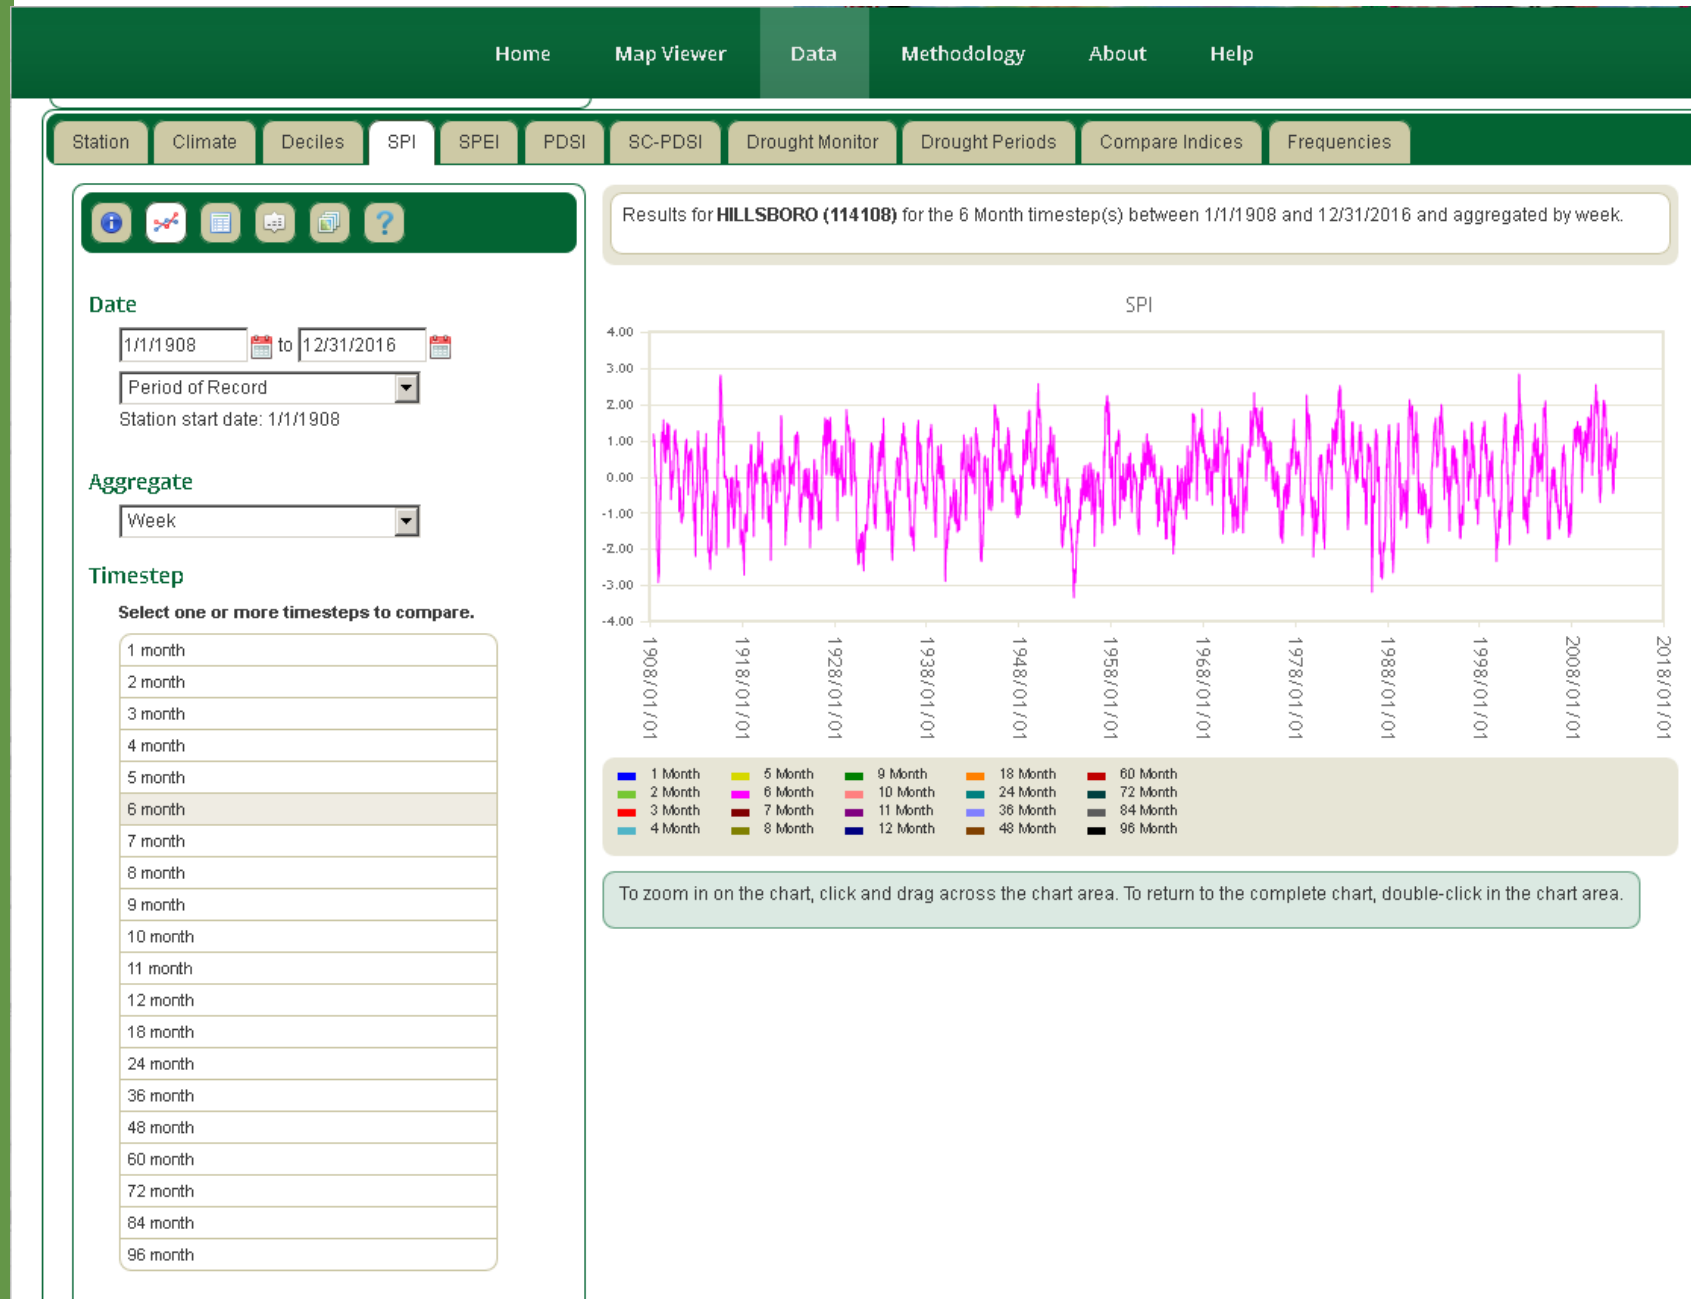 Home Map Viewer Data Methodology About Help
Station Climate Deciles SPI SPEI PDSI SC-PDSI Drought Monitor Drought Periods Compare Indices Frequencies
Date
1/1/1908 to 12/31/2016
Period of Record
Station start date: 1/1/1908
Aggregate
Week
Timestep
Select one or more timesteps to compare.
1 month
2 month
3 month
4 month
5 month
6 month
7 month
8 month
9 month
10 month
11 month
12 month
18 month
24 month
36 month
48 month
60 month
72 month
84 month
96 month
Results for HILLSBORO (114108) for the 6 Month timestep(s) between 1/1/1908 and 12/31/2016 and aggregated by week.
SPI
4.00
3.00
2.00
1.00
0.00
-1.00
-2.00
-3.00
-4.00
1908/01/01
1918/01/01
1928/01/01
1938/01/01
1948/01/01
1958/01/01
1968/01/01
1978/01/01
1988/01/01
1998/01/01
2008/01/01
2018/01/01
1 Month 5 Month 9 Month 18 Month 60 Month
2 Month 6 Month 10 Month 24 Month 72 Month
3 Month 7 Month 11 Month 36 Month 84 Month
4 Month 8 Month 12 Month 48 Month 96 Month
To zoom in on the chart, click and drag across the chart area. To return to the complete chart, double-click in the chart area.